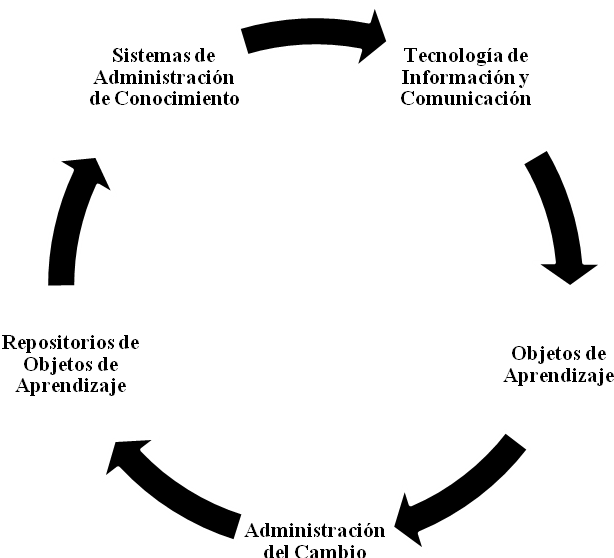 Sistemas de
Administración
de Conocimiento
Tecnología de
Información y
Comunicación
Objetos de
Aprendizaje
Administración
del Cambio
Repositorios de
Objetos de
Aprendizaje